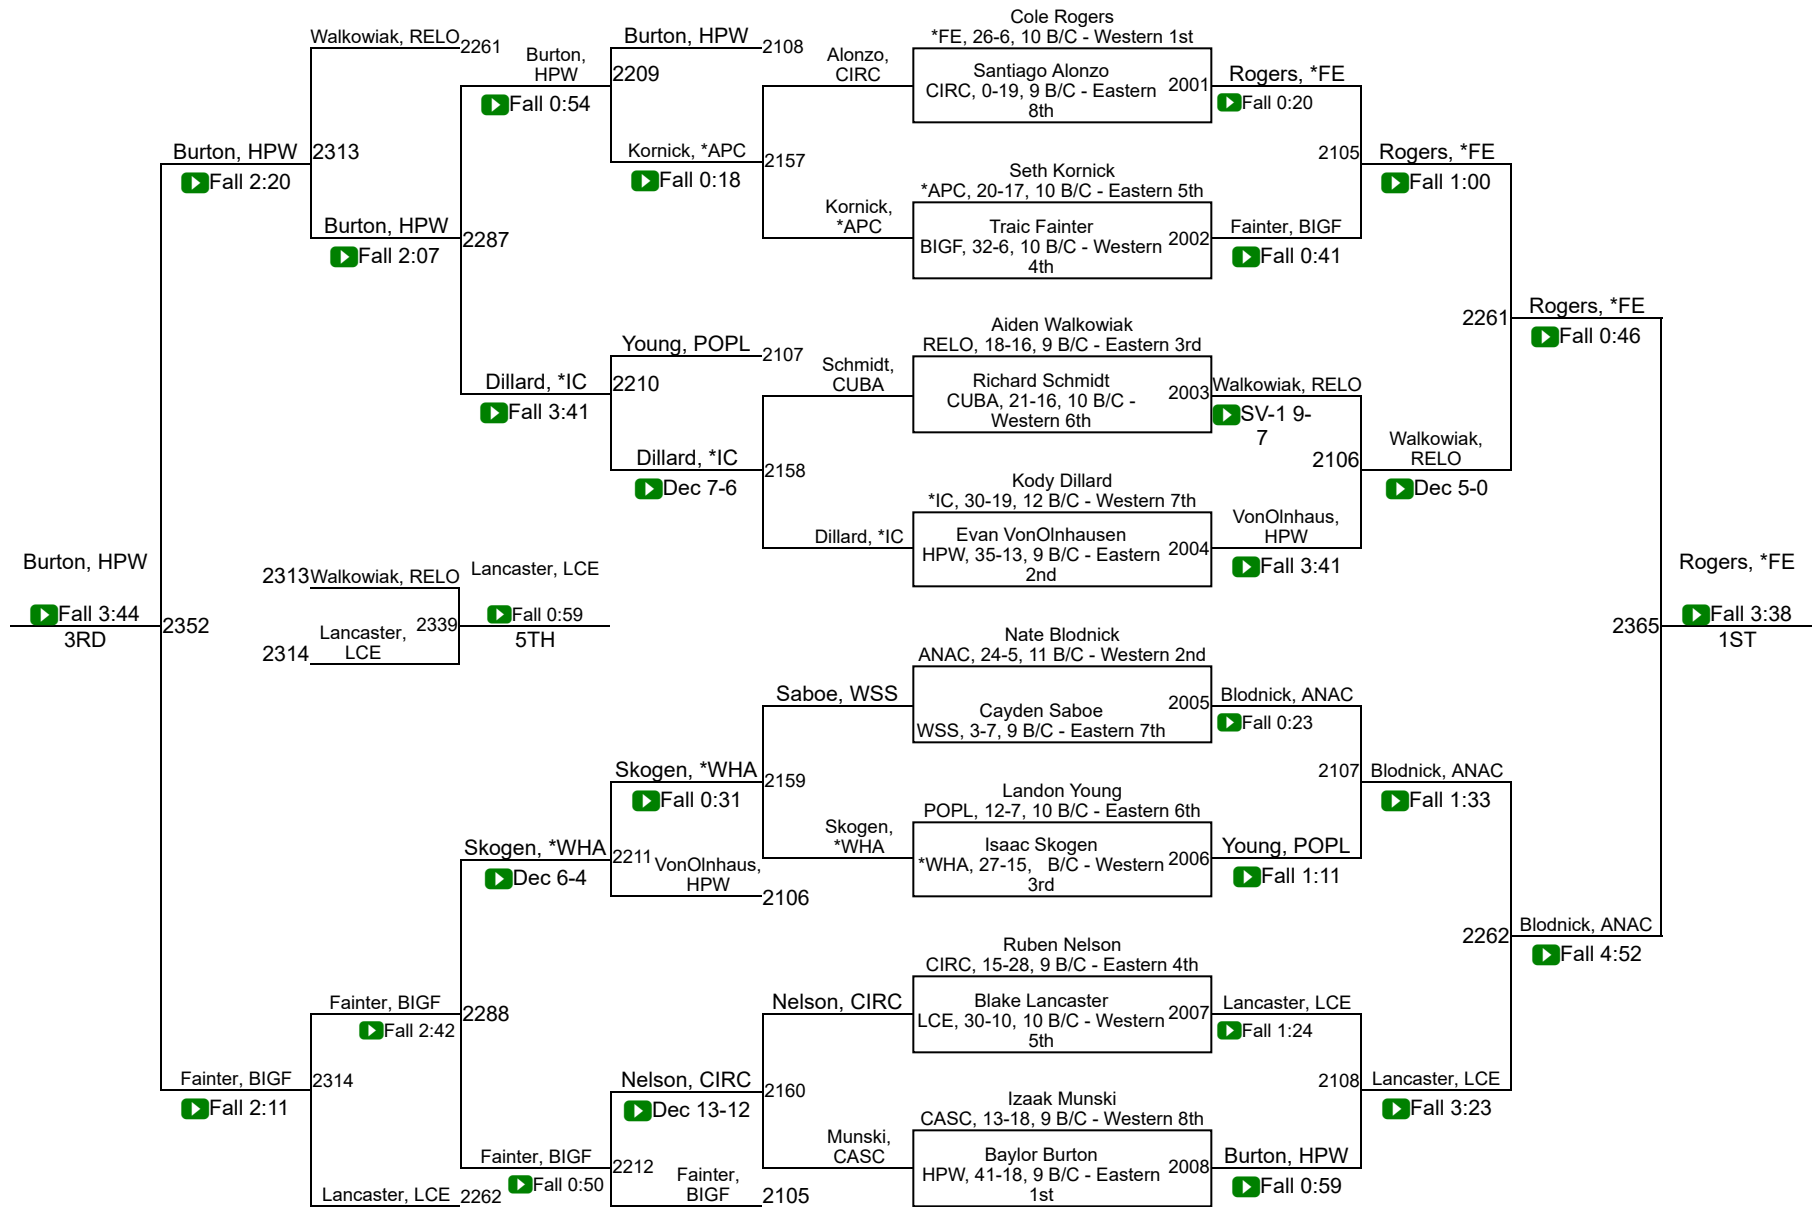 Cole Rogers
*FE, 26-6, 10 B/C - Western 1st
Santiago Alonzo
CIRC, 0-19, 9 B/C - Eastern
8th
2001
Seth Kornick
*APC, 20-17, 10 B/C - Eastern 5th
Traic Fainter
BIGF, 32-6, 10 B/C - Western
4th
2002
Aiden Walkowiak
RELO, 18-16, 9 B/C - Eastern 3rd
Richard Schmidt
CUBA, 21-16, 10 B/C -
Western 6th
2003
Kody Dillard
*IC, 30-19, 12 B/C - Western 7th
Evan VonOlnhausen
HPW, 35-13, 9 B/C - Eastern
2nd
2004
Nate Blodnick
ANAC, 24-5, 11 B/C - Western 2nd
Cayden Saboe
WSS, 3-7, 9 B/C - Eastern 7th
2005
Landon Young
POPL, 12-7, 10 B/C - Eastern 6th
Isaac Skogen
*WHA, 27-15, B/C - Western
3rd
2006
Ruben Nelson
CIRC, 15-28, 9 B/C - Eastern 4th
Blake Lancaster
LCE, 30-10, 10 B/C - Western
5th
2007
Izaak Munski
CASC, 13-18, 9 B/C - Western 8th
Baylor Burton
HPW, 41-18, 9 B/C - Eastern
1st
2008
Rogers, *FE
Fall 0:20
2105
Fainter, BIGF
Fall 0:41
Walkowiak, RELO
SV-1 9-
7
2106
VonOlnhaus,
HPW
Fall 3:41
Blodnick, ANAC
Fall 0:23
2107
Young, POPL
Fall 1:11
Lancaster, LCE
Fall 1:24
2108
Burton, HPW
Fall 0:59
Rogers, *FE
Fall 1:00
2261
Walkowiak,
RELO
Dec 5-0
Blodnick, ANAC
Fall 1:33
2262
Lancaster, LCE
Fall 3:23
Rogers, *FE
Fall 0:46
2365
Blodnick, ANAC
Fall 4:52
Rogers, *FE
Fall 3:38
1ST
Alonzo,
CIRC
2157
Kornick,
*APC
Schmidt,
CUBA
2158
Dillard, *IC
Saboe, WSS
2159
Skogen,
*WHA
Nelson, CIRC
2160
Munski,
CASC
Burton, HPW
2108
2209
Kornick, *APC
Fall 0:18
Young, POPL
2107
2210
Dillard, *IC
Dec 7-6
Skogen, *WHA
Fall 0:31
2211
VonOlnhaus,
HPW
2106
Nelson, CIRC
Dec 13-12
2212
Fainter,
BIGF
2105
Burton,
HPW
Fall 0:54
2287
Dillard, *IC
Fall 3:41
Skogen, *WHA
Dec 6-4
2288
Fainter, BIGF
Fall 0:50
Walkowiak, RELO
2261
2313
Burton, HPW
Fall 2:07
Fainter, BIGF
Fall 2:42
2314
Lancaster, LCE
2262
Burton, HPW
Fall 2:20
2352
Fainter, BIGF
Fall 2:11
Burton, HPW
Fall 3:44
3RD
2313
Walkowiak, RELO
2339
2314
Lancaster,
LCE
Lancaster, LCE
Fall 0:59
5TH